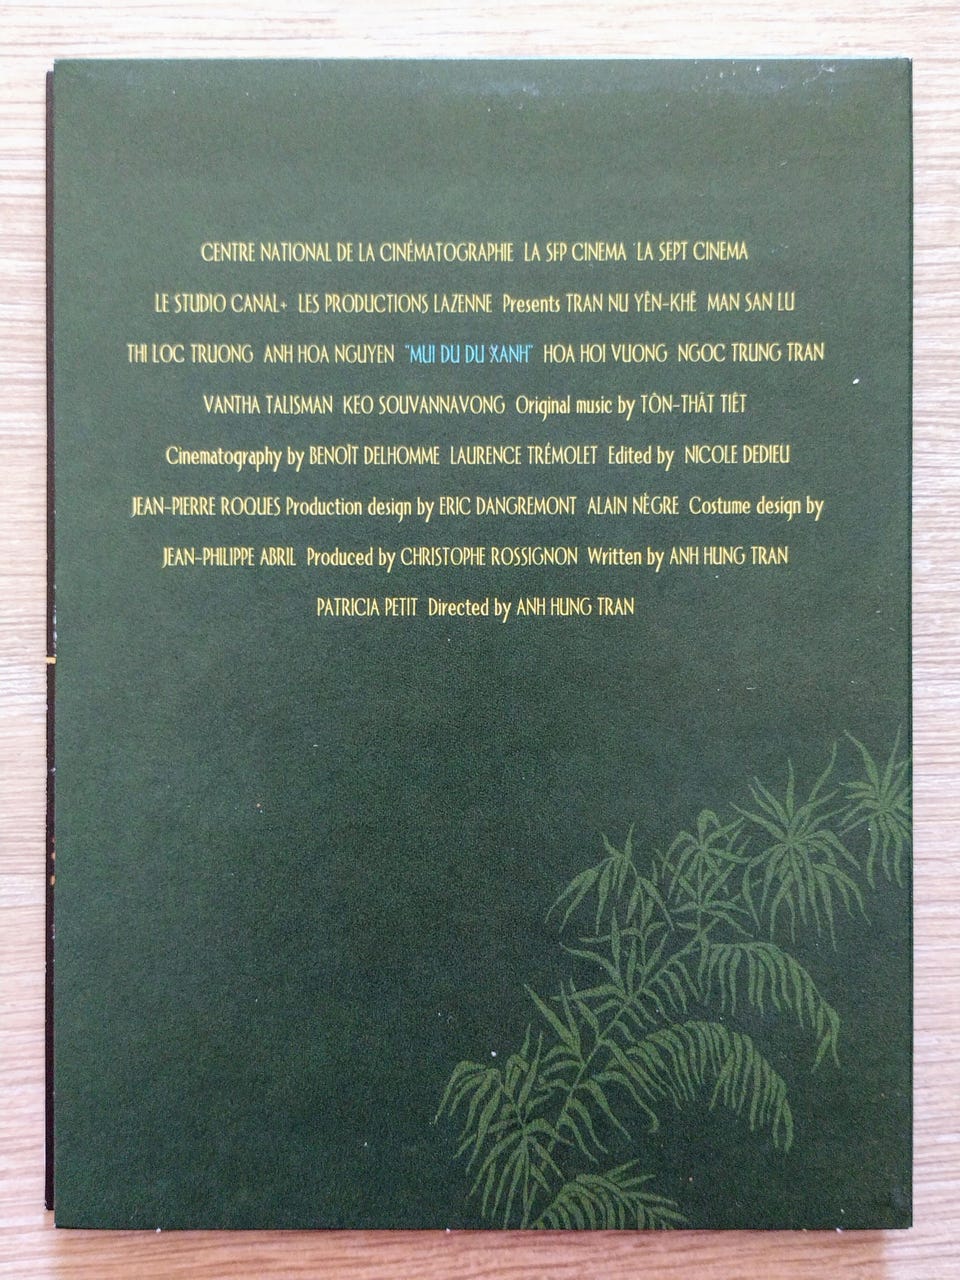 CENTRE NATIONAL DE LA CINÉMATOGRAPHIE LA SFP CINEMA LA SEPT CINEMA
LE STUDIO CANAL+ LES PRODUCTIONS LAZENNE Presents TRAN NU YÊN-KHÊ MAN SAN LU
THI LOC TRUONG ANH HOA NGUYEN "MUI DU DU XANH" HOA HOI VUONG NGOC TRUNG TRAN
VANTHA TALISMAN KEO SOUVANNAVONG Original music by TÔN-THÂT TIÊT
Cinematography by BENOÎT DELHOMME LAURENCE TRÉMOLET Edited by NICOLE DEDIEU
JEAN-PIERRE ROQUES Production design by ERIC DANGREMONT ALAIN NÈGRE Costume design by
JEAN-PHILIPPE ABRIL Produced by CHRISTOPHE ROSSIGNON Written by ANH HUNG TRAN
PATRICIA PETIT Directed by ANH HUNG TRAN